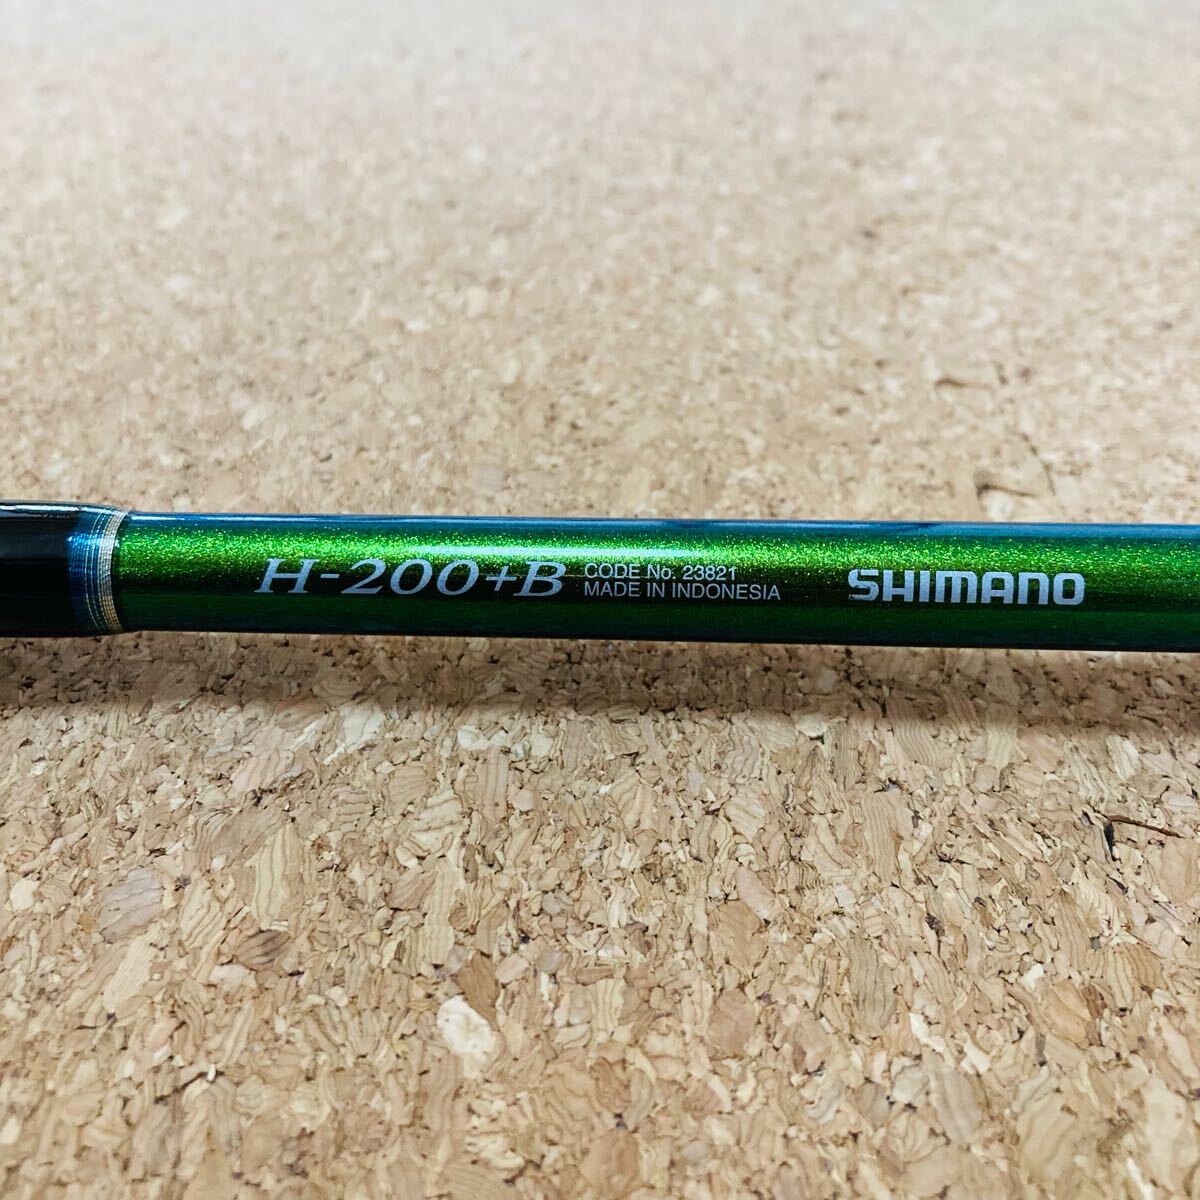 H-200+B
CODE No. 23821
MADE IN INDONESIA
SHIMANO